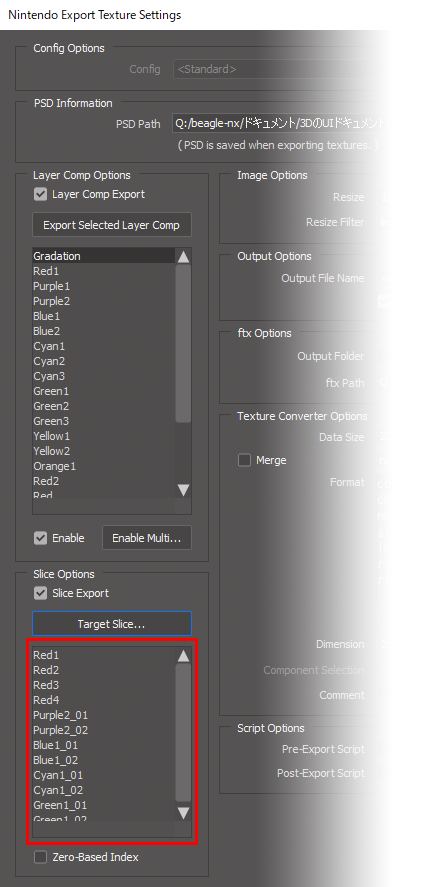 Nintendo Export Texture Settings
Config Options
Config
<Standard>
PSD Information
PSD Path
Q:/beagle-nx/ドキュメント/3DのUIドキュメント
( PSD is saved when exporting textures. )
Layer Comp Options
Layer Comp Export
Export Selected Layer Comp
Gradation
Red1
Purple1
Purple2
Blue1
Blue2
Cyan1
Cyan2
Cyan3
Green1
Green2
Green3
Yellow1
Yellow2
Orange1
Red2
Red
Enable
Enable Multi...
Slice Options
Slice Export
Target Slice...
Red1
Red2
Red3
Red4
Purple2_01
Purple2_02
Blue1_01
Blue1_02
Cyan1_01
Cyan1_02
Green1_01
Green1_02
Zero-Based Index
Image Options
Resize
Resize Filter
Output Options
Output File Name
ftx Options
Output Folder
ftx Path
Texture Converter Options
Data Size
Merge
Format
Dimension
Component Selection
Comment
Script Options
Pre-Export Script
Post-Export Script